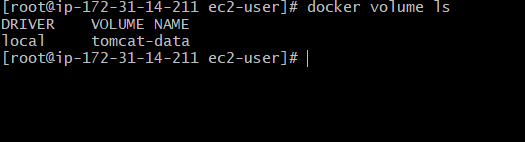 [root@ip-172-31-14-211 ec2-user]# docker volume ls
DRIVER    VOLUME NAME
local     tomcat-data
[root@ip-172-31-14-211 ec2-user]#